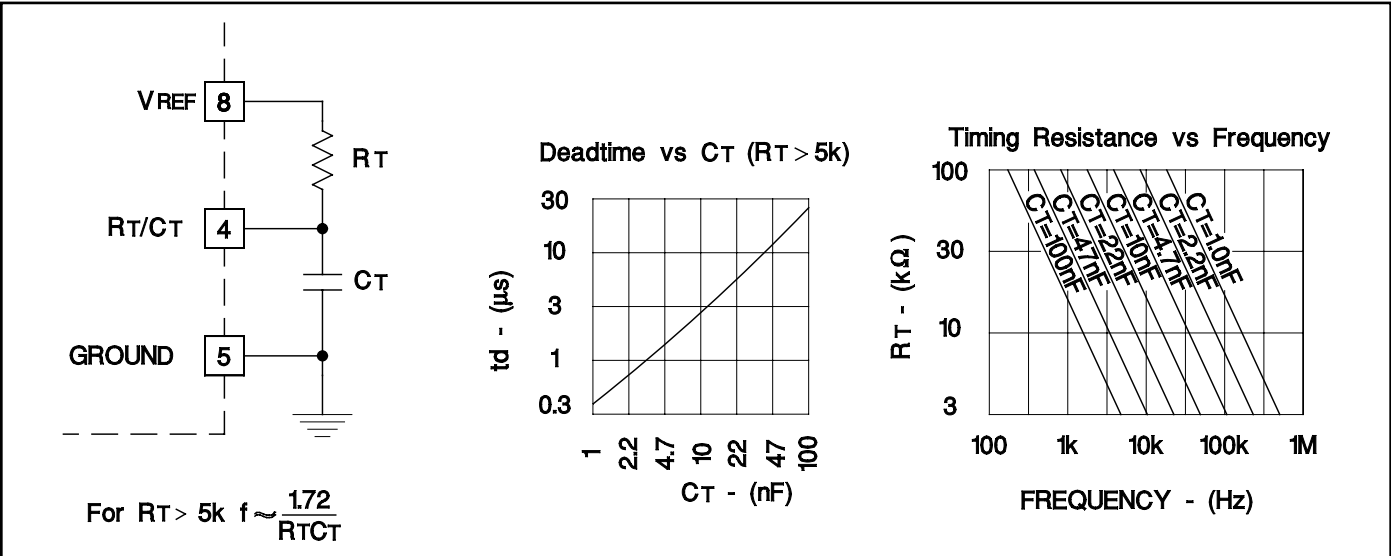 VREF 8
RT
RT/CT 4
CT
GROUND 5
For RT > 5k f ≈ 1.72
RTCT
Deadtime vs CT (RT > 5k)
td - (µs)
30
10
3
1
0.3
1 2.2 4.7 10 22 47 100
CT - (nF)
Timing Resistance vs Frequency
RT - (kΩ)
100
30
10
3
CT=100nF
CT=47nF
CT=22nF
CT=10nF
CT=4.7nF
CT=2.2nF
CT=1.0nF
100 1k 10k 100k 1M
FREQUENCY - (Hz)